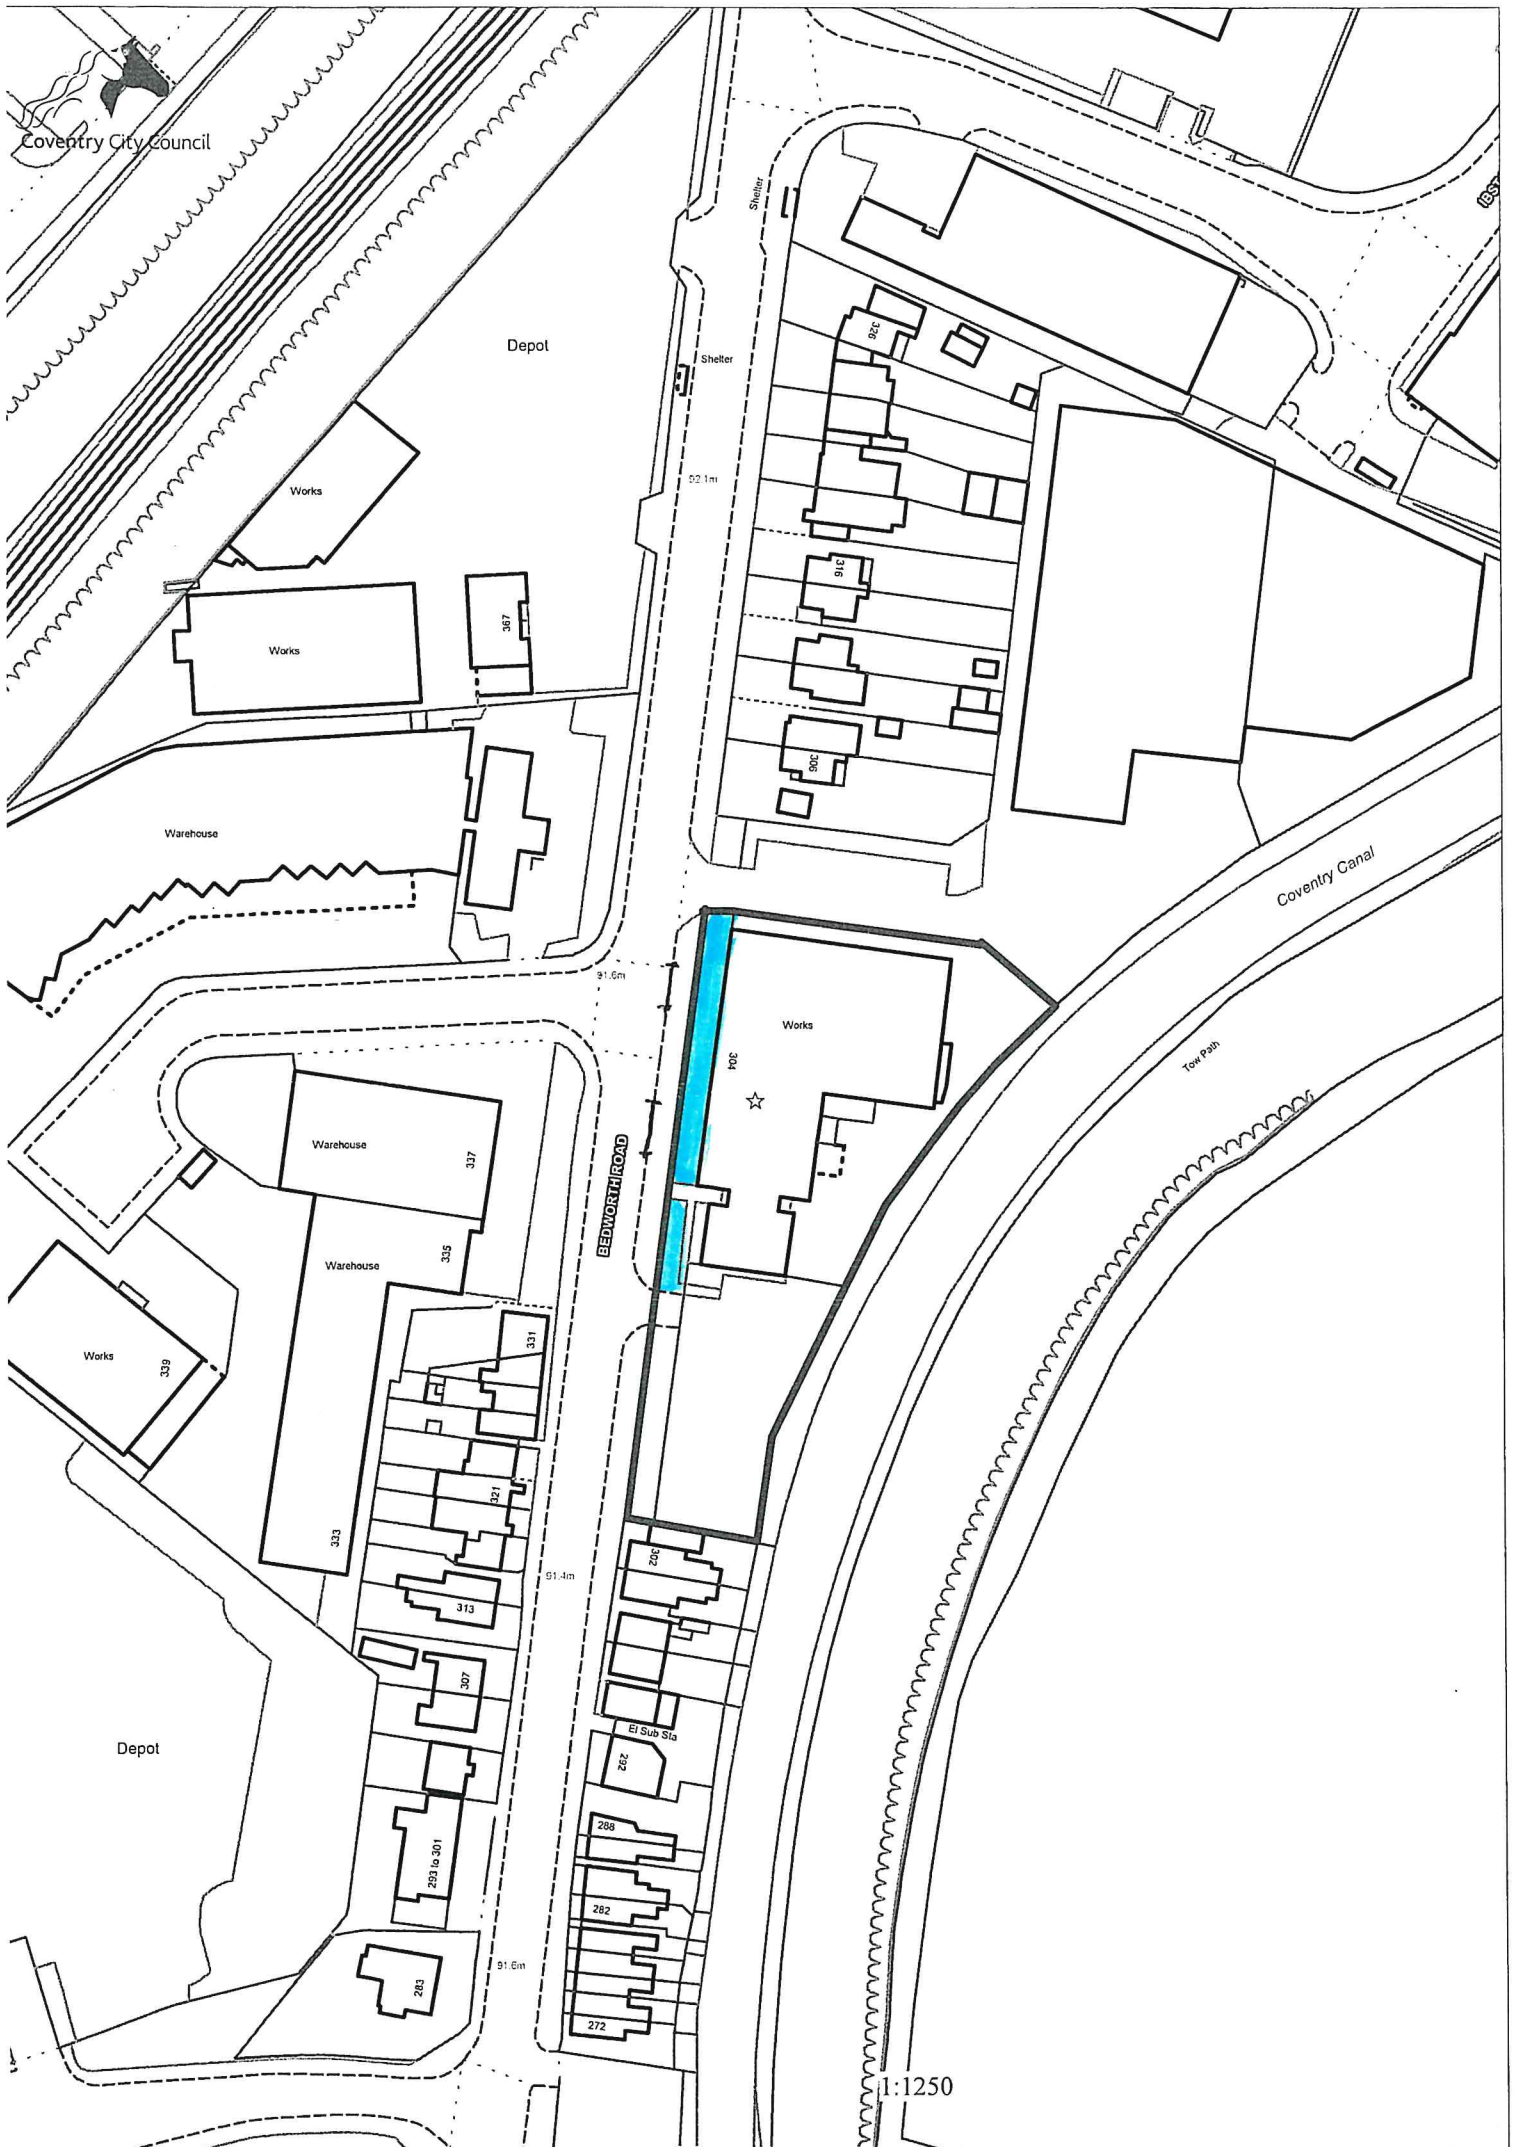 Coventry City Council
Shelter
IBST
326
Depot
Shelter
Works
92.1m
316
367
Works
306
Warehouse
Coventry Canal
91.6m
Works
Tow Path
304
Warehouse
337
BEDWORTH ROAD
335
Warehouse
331
Works
339
321
333
302
91.4m
313
307
El Sub Sta
Depot
292
288
293 to 301
282
91.6m
283
272
1:1250